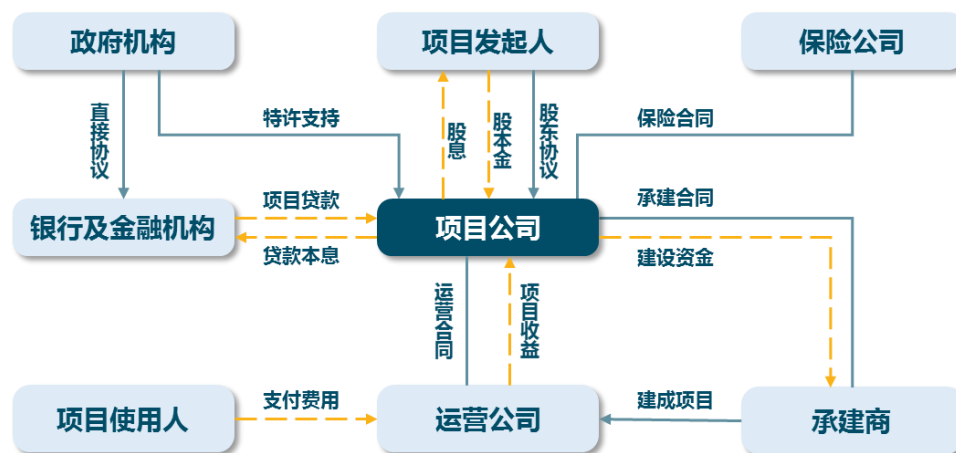 政府机构
项目发起人
保险公司
直接协议
特许支持
股息
股本金
股东协议
保险合同
银行及金融机构
项目贷款
贷款本息
项目公司
承建合同
建设资金
运营合同
项目收益
项目使用人
支付费用
运营公司
建成项目
承建商